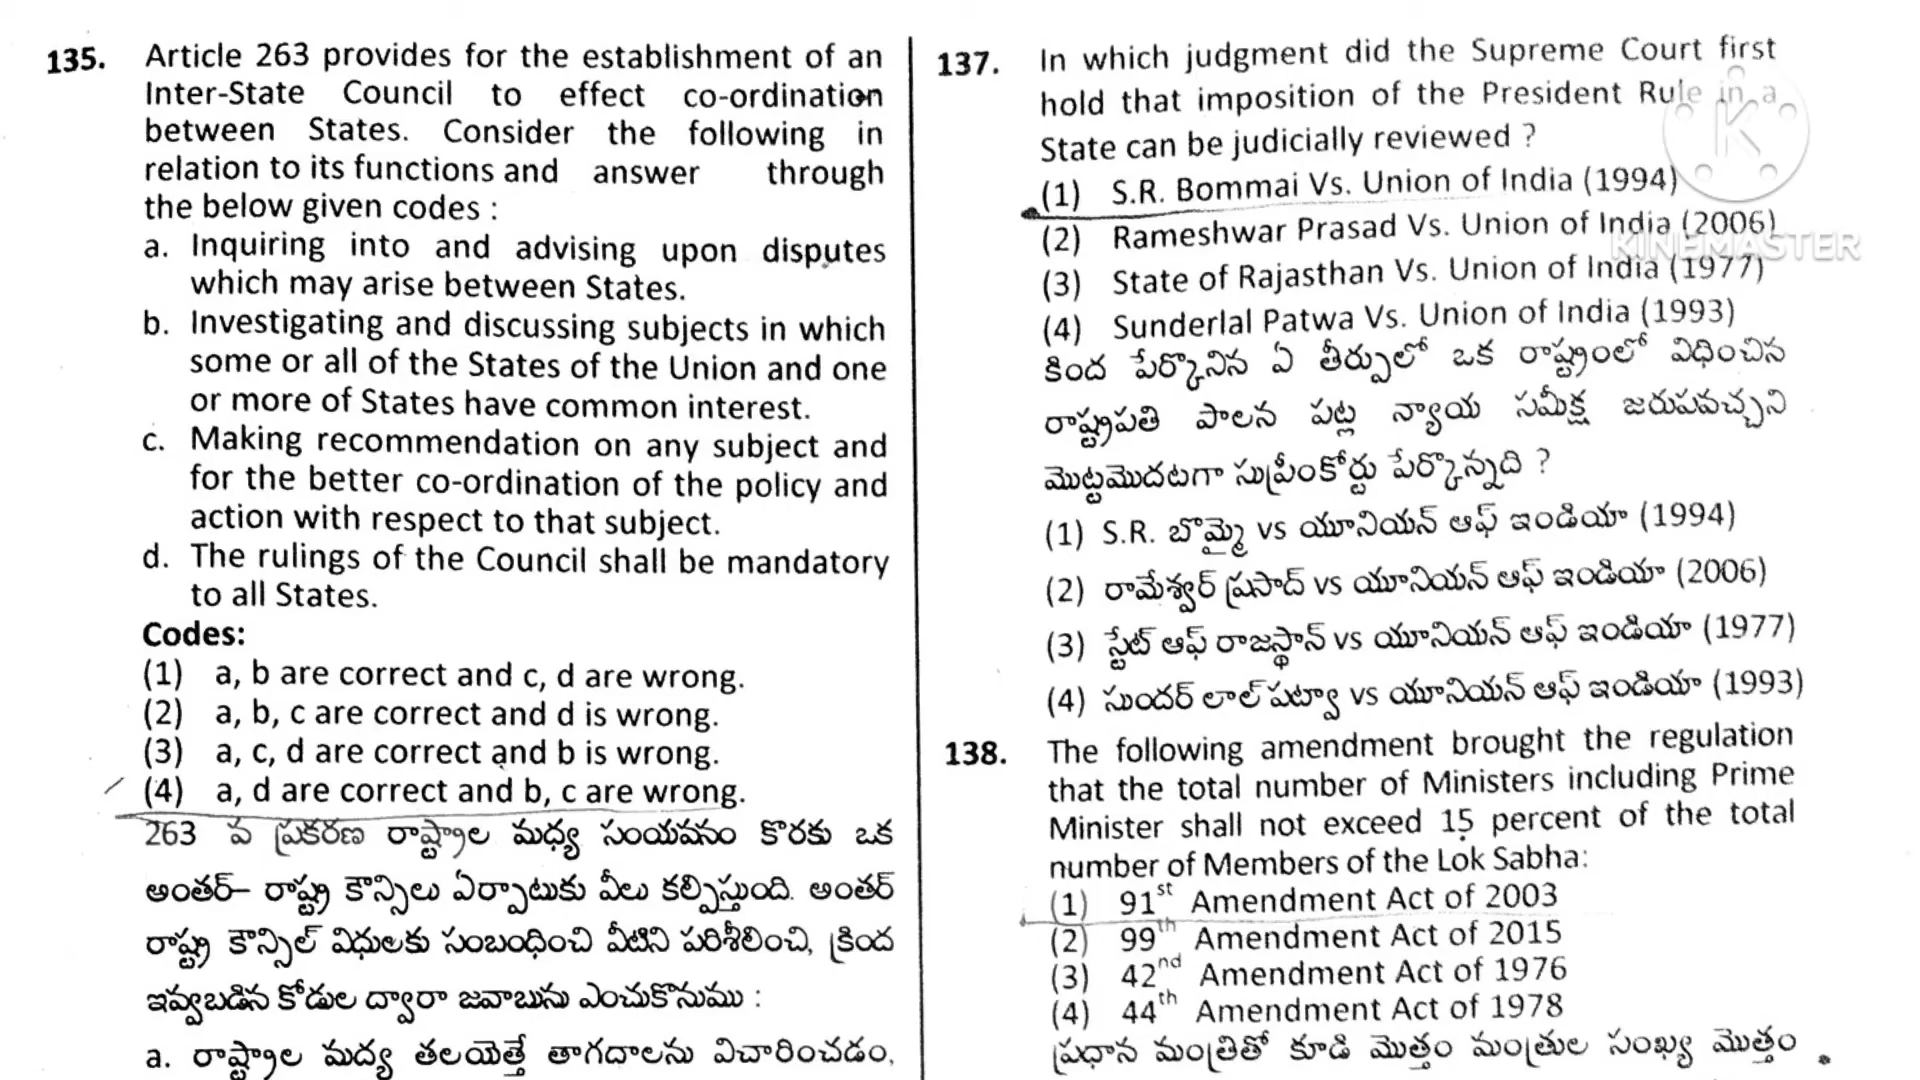 135. Article 263 provides for the establishment of an
Inter-State Council to effect co-ordination
between States. Consider the following in
relation to its functions and answer through
the below given codes :
a. Inquiring into and advising upon disputes
which may arise between States.
b. Investigating and discussing subjects in which
some or all of the States of the Union and one
or more of States have common interest.
c. Making recommendation on any subject and
for the better co-ordination of the policy and
action with respect to that subject.
d. The rulings of the Council shall be mandatory
to all States.
Codes:
(1) a, b are correct and c, d are wrong.
(2) a, b, c are correct and d is wrong.
(3) a, c, d are correct and b is wrong.
(4) a, d are correct and b, c are wrong.
263 వ ప్రకరణ రాష్ట్రాల మధ్య సంయమనం కొరకు ఒక
అంతర్- రాష్ట్ర కౌన్సిలు ఏర్పాటుకు వీలు కల్పిస్తుంది. అంతర్
రాష్ట్ర కౌన్సిల్ విధులకు సంబంధించి వీటిని పరిశీలించి, క్రింద
ఇవ్వబడిన కోడుల ద్వారా జవాబును ఎంచుకొనుము :
a. రాష్ట్రాల మద్య తలయెత్తే తాగదాలను విచారించడం,
137. In which judgment did the Supreme Court first
hold that imposition of the President Rule in a
State can be judicially reviewed ?
(1) S.R. Bommai Vs. Union of India (1994)
(2) Rameshwar Prasad Vs. Union of India (2006)
(3) State of Rajasthan Vs. Union of India (1977)
(4) Sunderlal Patwa Vs. Union of India (1993)
కింద పేర్కొనిన ఏ తీర్పులో ఒక రాష్ట్రంలో విధించిన
రాష్ట్రపతి పాలన పట్ల న్యాయ సమీక్ష జరుపవచ్చని
మొట్టమొదటగా సుప్రీంకోర్టు పేర్కొన్నది ?
(1) S.R. బొమ్మై vs యూనియన్ ఆఫ్ ఇండియా (1994)
(2) రామేశ్వర్ ప్రసాద్ vs యూనియన్ ఆఫ్ ఇండియా (2006)
(3) స్టేట్ ఆఫ్ రాజస్థాన్ vs యూనియన్ ఆఫ్ ఇండియా (1977)
(4) సుందర్ లాల్ పట్వా vs యూనియన్ ఆఫ్ ఇండియా (1993)
138. The following amendment brought the regulation
that the total number of Ministers including Prime
Minister shall not exceed 15 percent of the total
number of Members of the Lok Sabha:
(1) 91st Amendment Act of 2003
(2) 99th Amendment Act of 2015
(3) 42nd Amendment Act of 1976
(4) 44th Amendment Act of 1978
ప్రధాన మంత్రితో కూడి మొత్తం మంత్రుల సంఖ్య మొత్తం
K
KINEMASTER